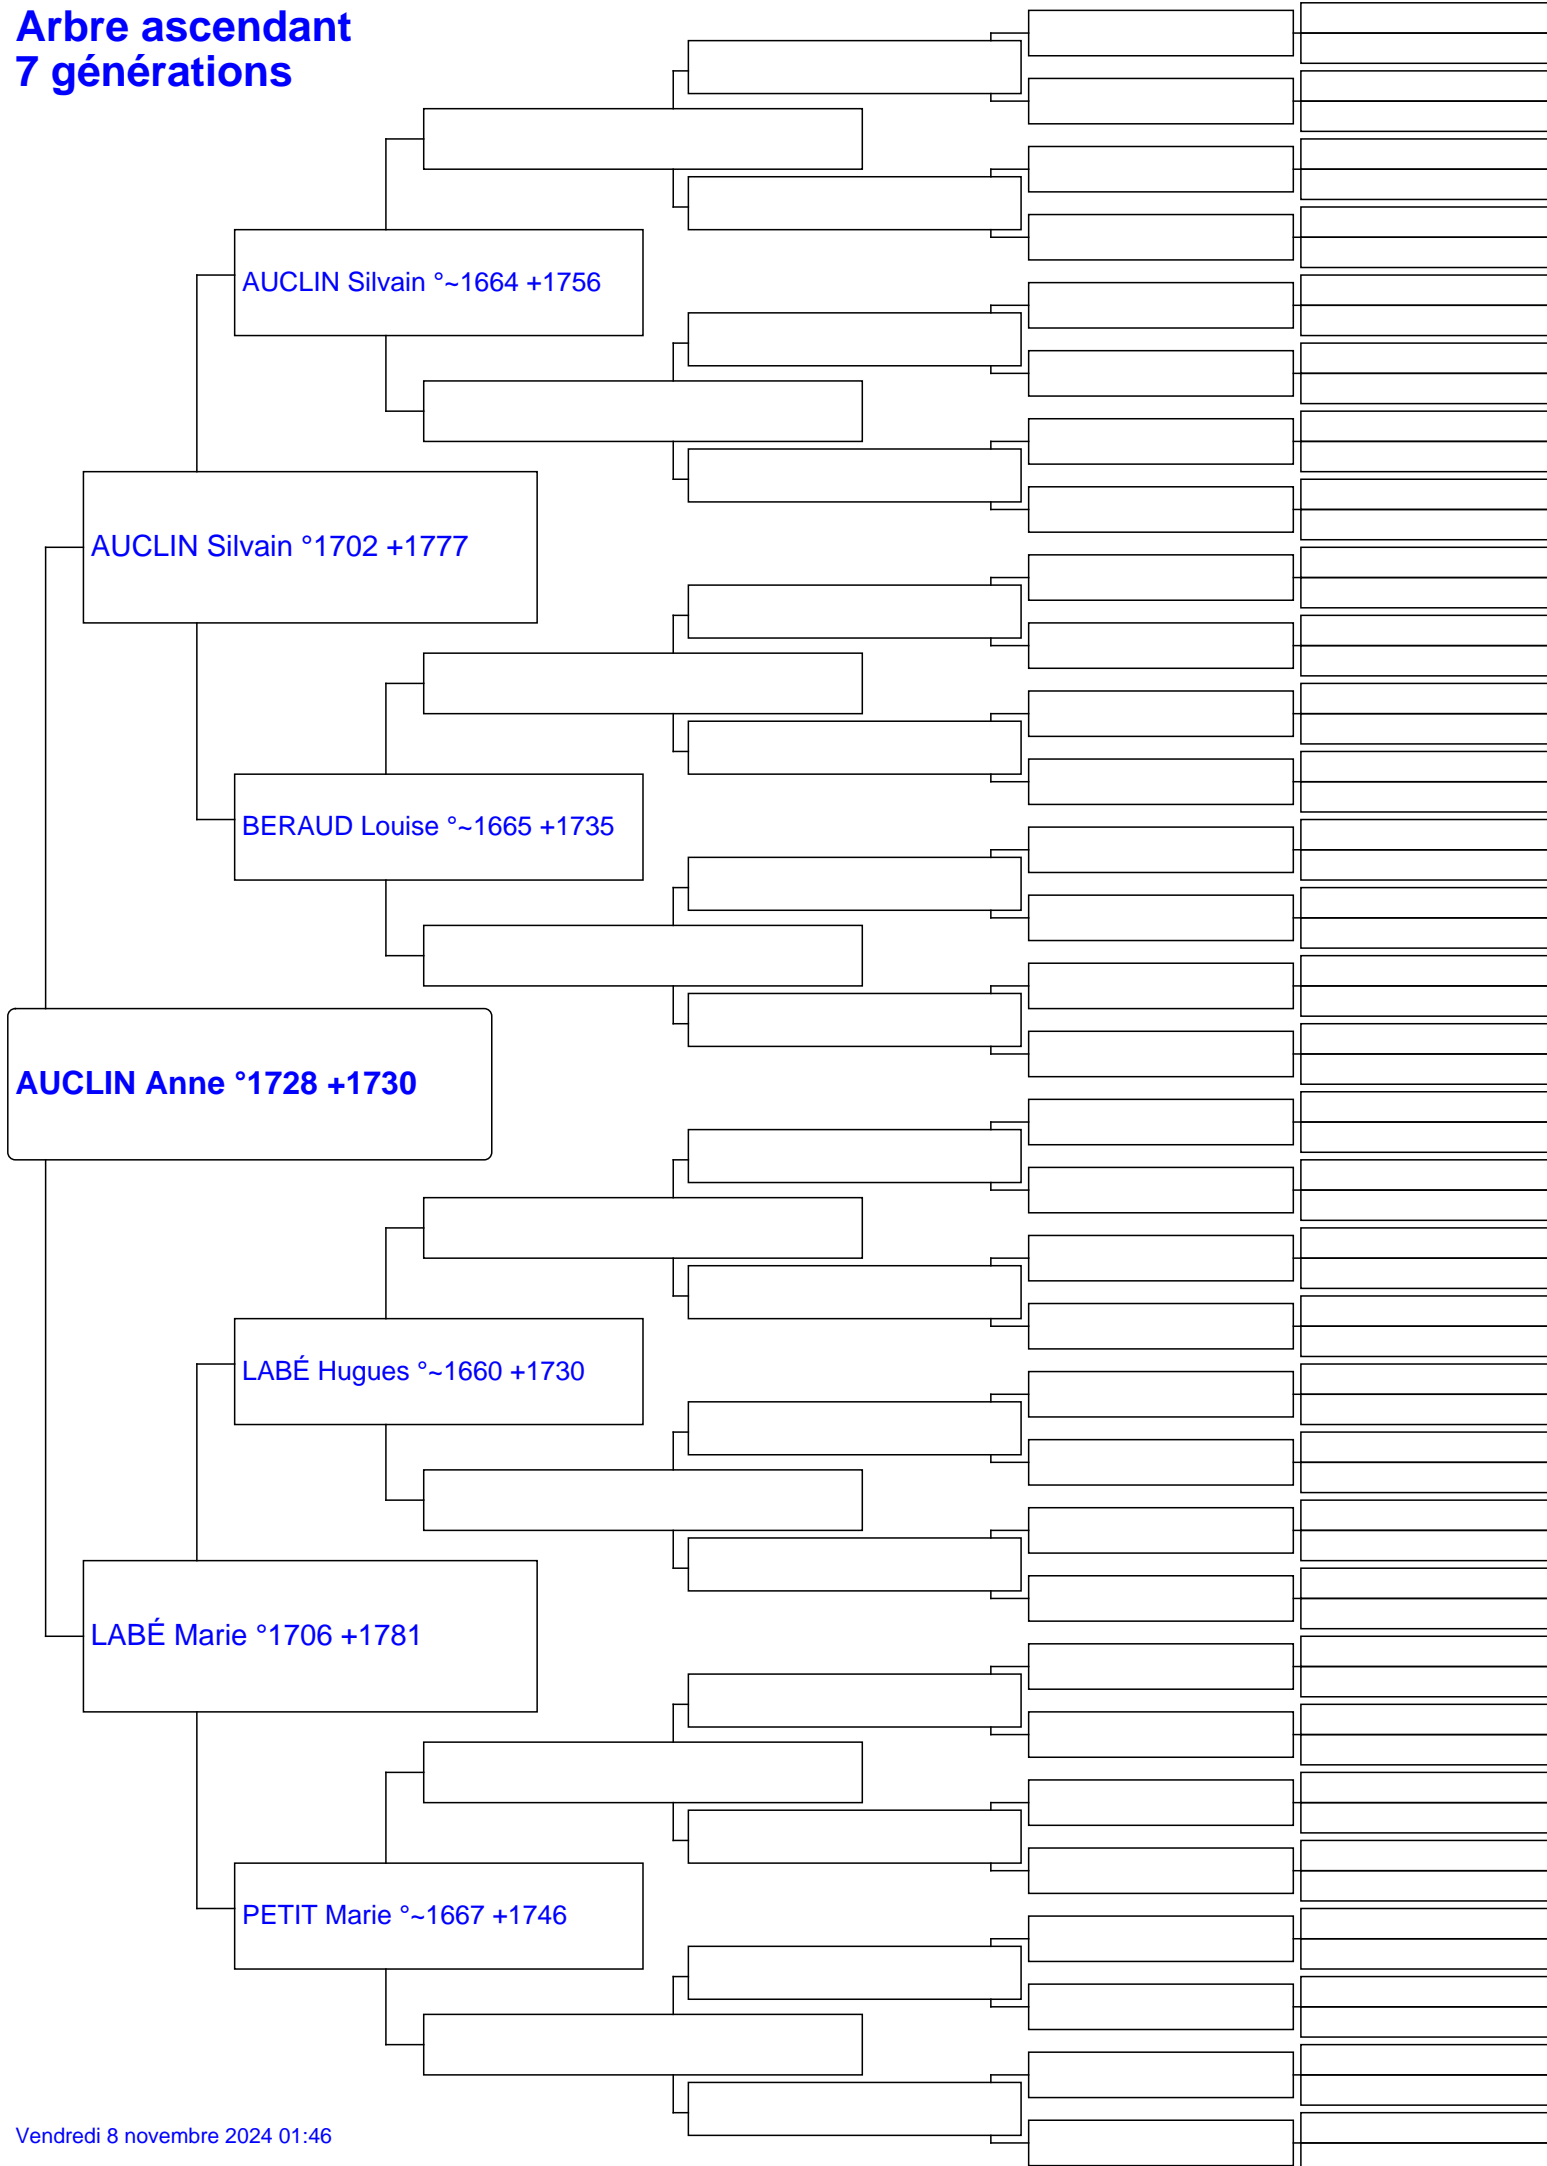 Arbre ascendant
7 générations
AUCLIN Silvain °~1664 +1756
AUCLIN Silvain °1702 +1777
BERAUD Louise °~1665 +1735
AUCLIN Anne °1728 +1730
LABÉ Hugues °~1660 +1730
LABÉ Marie °1706 +1781
PETIT Marie °~1667 +1746
Vendredi 8 novembre 2024 01:46